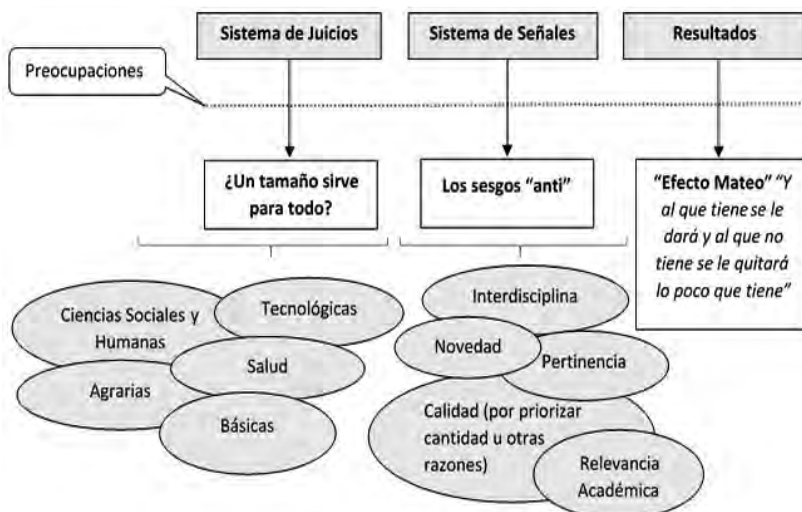 Sistema de Juicios
Sistema de Señales
Resultados
Preocupaciones
¿Un tamaño sirve
para todo?
Los sesgos “anti”
“Efecto Mateo” “Y
al que tiene se le
dará y al que no
tiene se le quitará
lo poco que tiene”
Ciencias Sociales y
Humanas
Tecnológicas
Agrarias
Salud
Básicas
Interdisciplina
Novedad
Pertinencia
Calidad (por priorizar
cantidad u otras
razones)
Relevancia
Académica